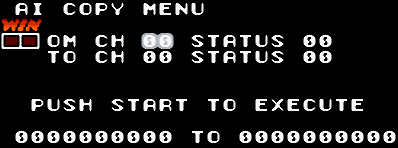 AI COPY MENU
WIN
OM CH 00 STATUS 00
TO CH 00 STATUS 00
PUSH START TO EXECUTE
0000000000 TO 0000000000